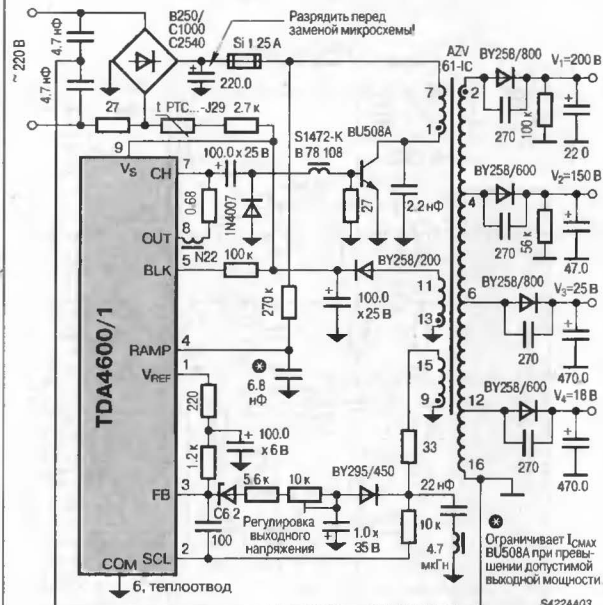 В250/
С1000
С2540
Разрядить перед
заменой микросхемы!
~ 220 В
4.7 нФ
4.7 нФ
+
220.0
Si 1.25 А
AZV
61-IC
BY258/800
V₁=200 В
7
1
2
270
100 к
+
22.0
27
t РТС...-J29
2.7 к
9
VS
7
CH
+
100.0 x 25 В
S1472-K
В 78 108
BU508A
0.68
1N4007
27
2.2 нФ
BY258/600
V₂=150 В
4
270
56 к
+
47.0
8
OUT
N22
5
BLK
100 к
BY258/200
+
100.0
x 25 В
11
13
BY258/800
V₃=25 В
6
270
+
470.0
TDA4600/1
270 к
4
RAMP
6.8
нФ
1
VREF
220
+
100.0
x 6 В
1.2 к
15
9
33
BY258/600
V₄=18 В
12
270
+
470.0
16
3
FB
C6.2
5.6 к
10 к
BY295/450
22 нФ
100
Регулировка
выходного
напряжения
+
1.0 x
35 В
10 к
4.7
мкГн
2
SCL
COM
6, теплоотвод
Ограничивает ICMAX
BU508A при превы-
шении допустимой
выходной мощности.
S4224403